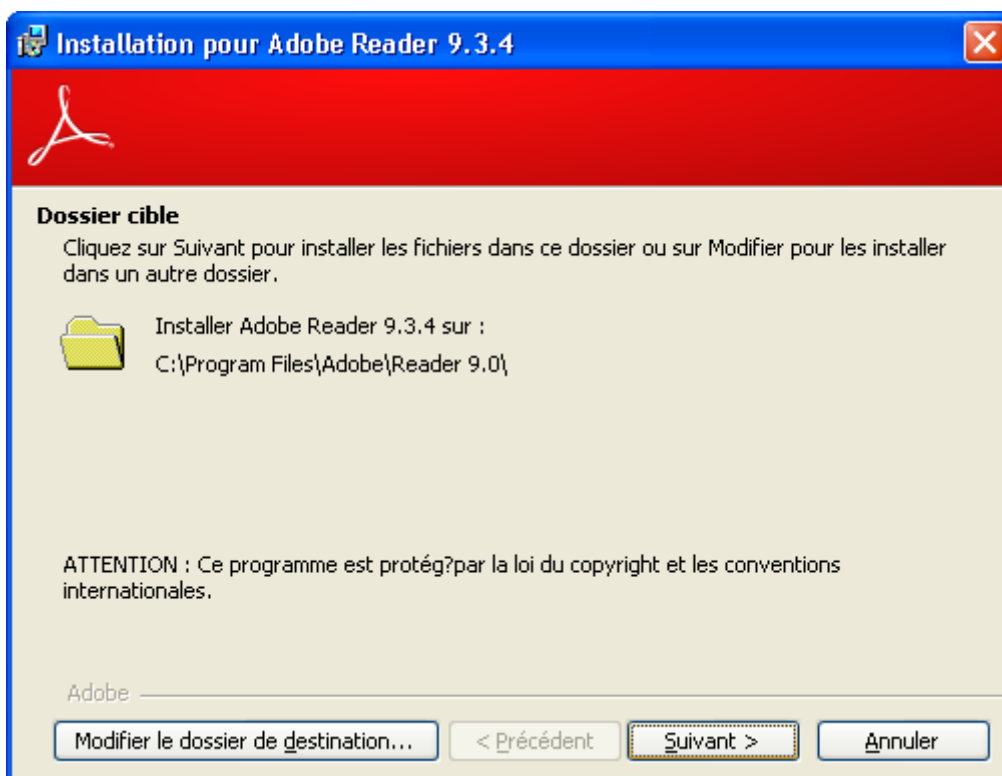 Installation pour Adobe Reader 9.3.4
Dossier cible
Cliquez sur Suivant pour installer les fichiers dans ce dossier ou sur Modifier pour les installer
dans un autre dossier.
Installer Adobe Reader 9.3.4 sur :
C:\Program Files\Adobe\Reader 9.0\
ATTENTION : Ce programme est protég?par la loi du copyright et les conventions
internationales.
Adobe
Modifier le dossier de destination... < Précédent Suivant > Annuler